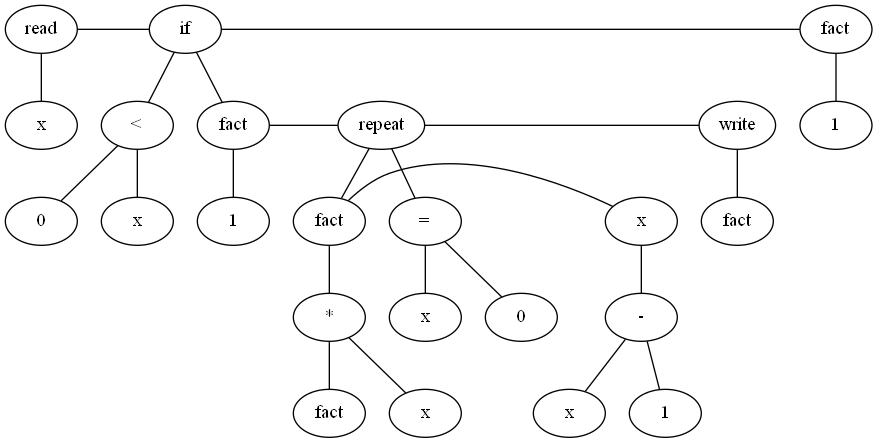 read if fact
x < fact repeat write 1
0 x 1 fact = x fact
* x 0 -
fact x x 1